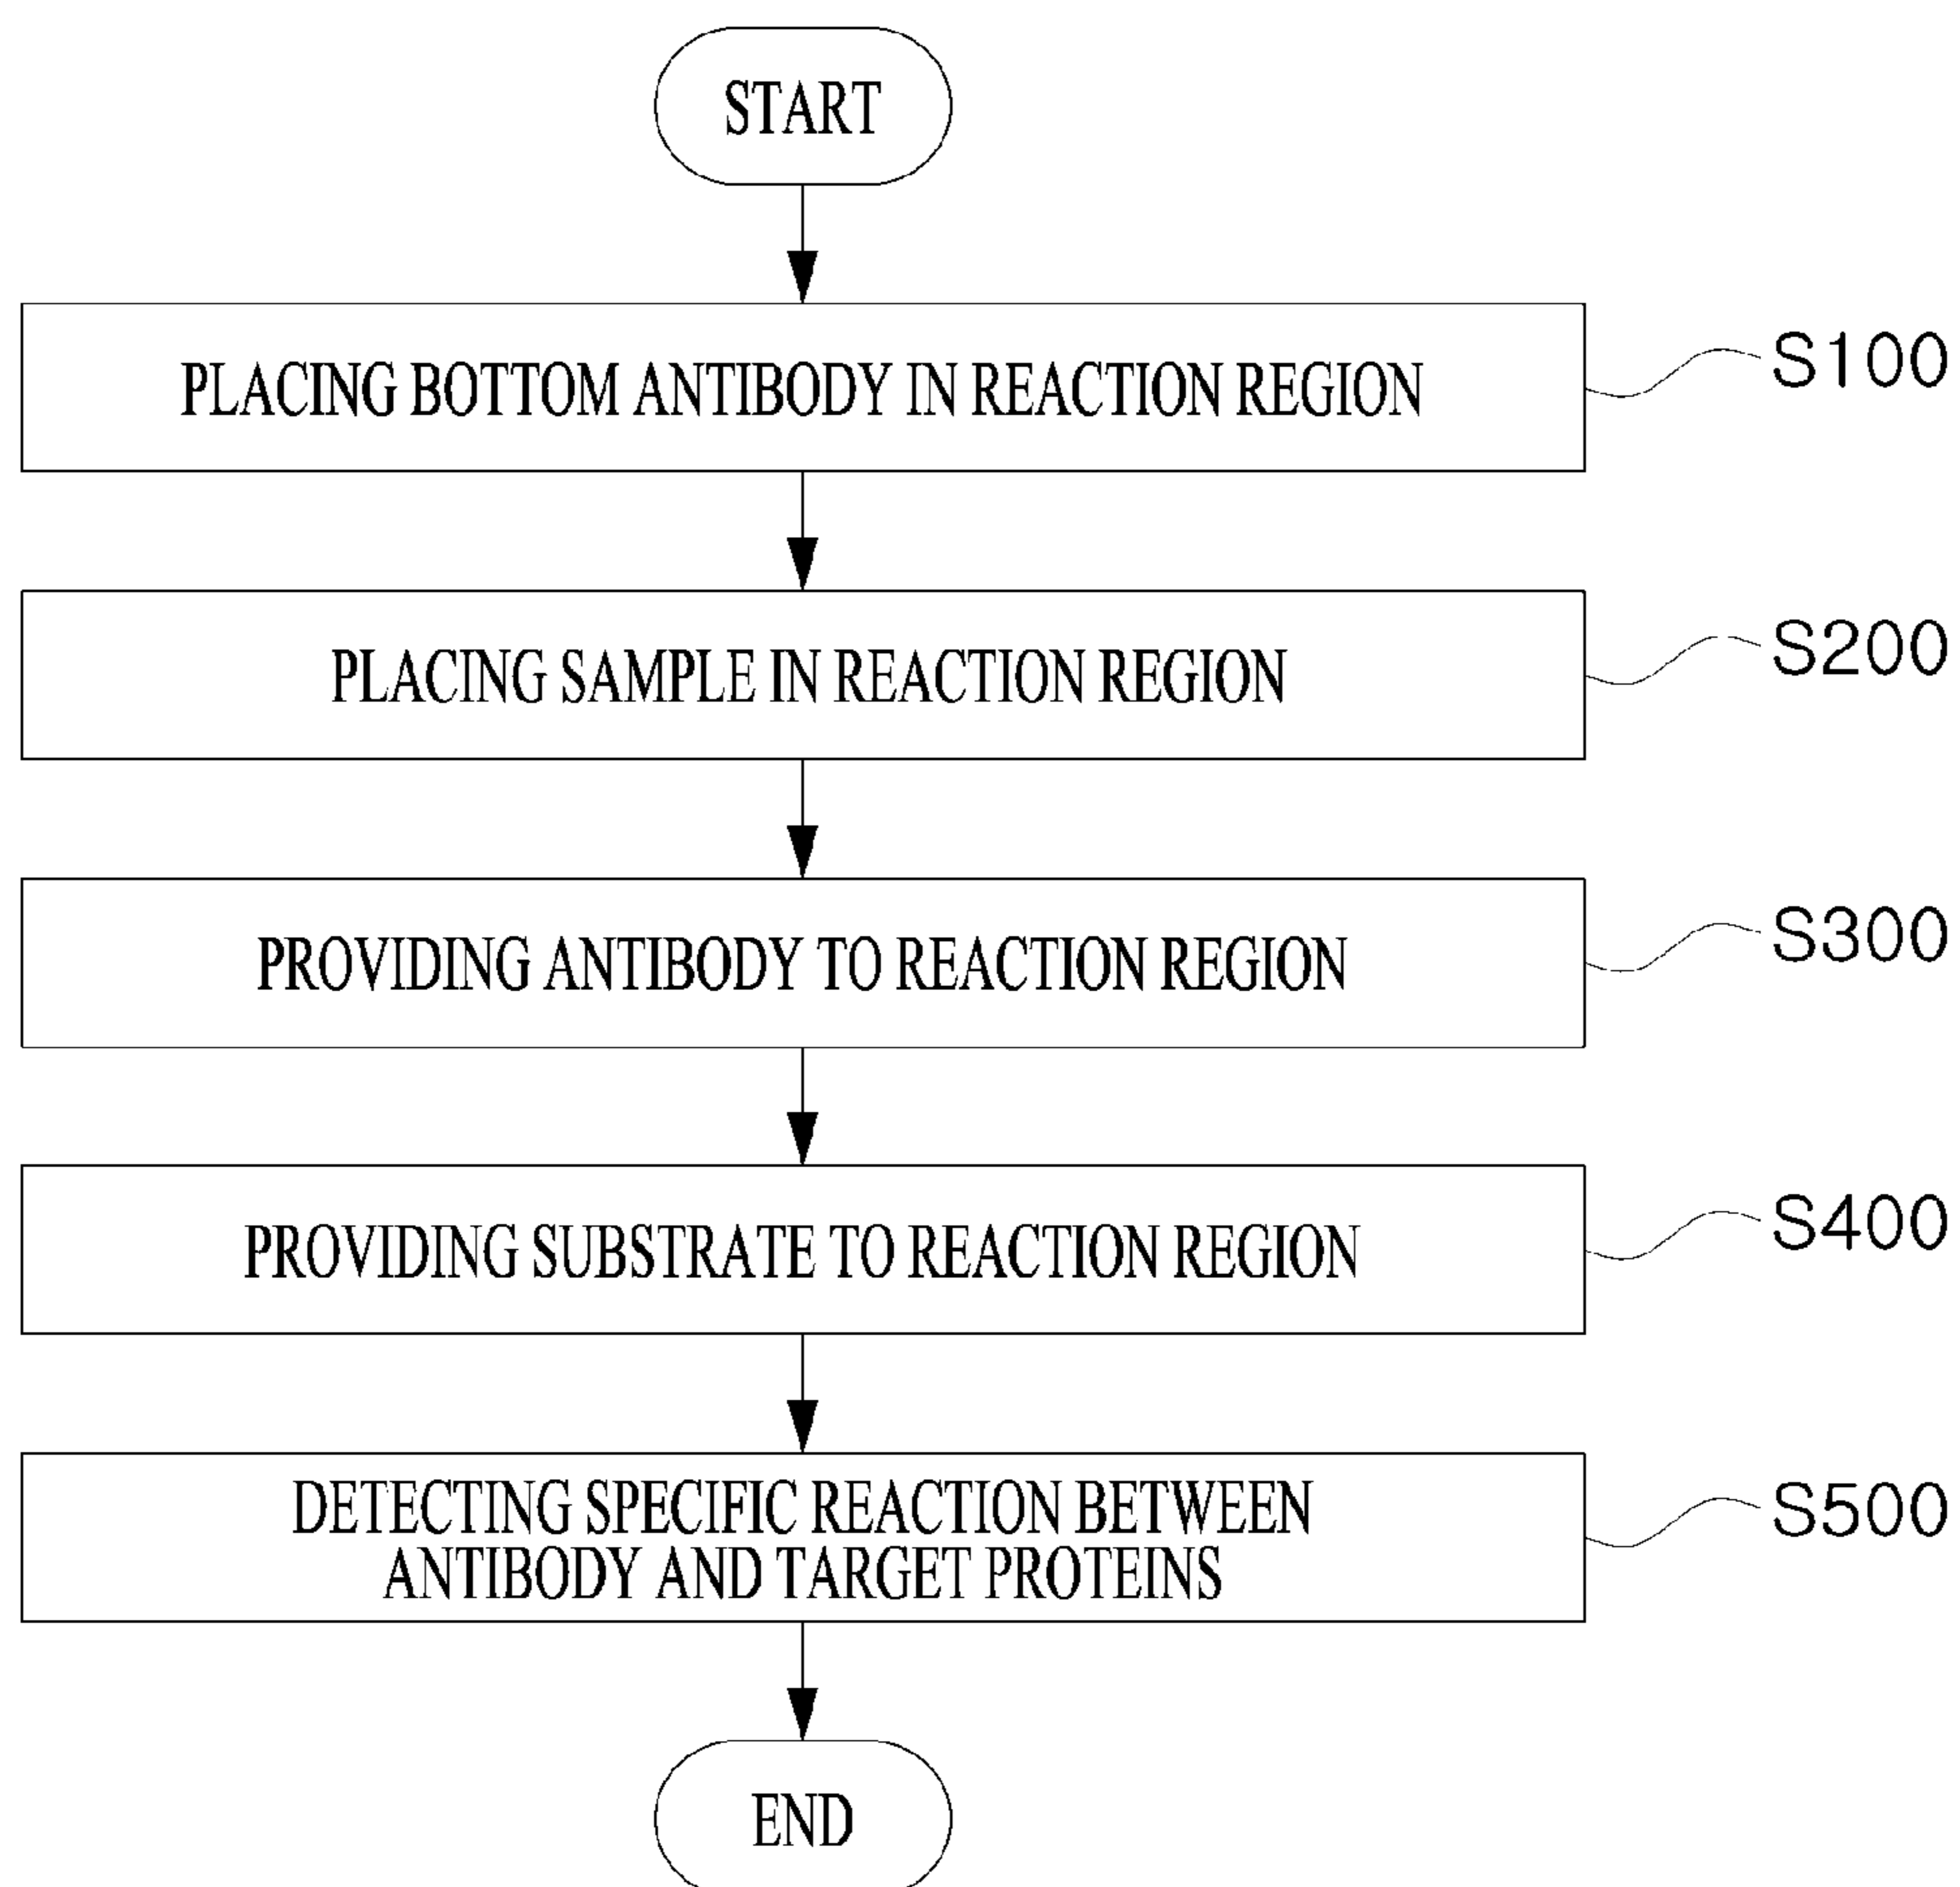 START
PLACING BOTTOM ANTIBODY IN REACTION REGION
S100
PLACING SAMPLE IN REACTION REGION
S200
PROVIDING ANTIBODY TO REACTION REGION
S300
PROVIDING SUBSTRATE TO REACTION REGION
S400
DETECTING SPECIFIC REACTION BETWEEN
ANTIBODY AND TARGET PROTEINS
S500
END